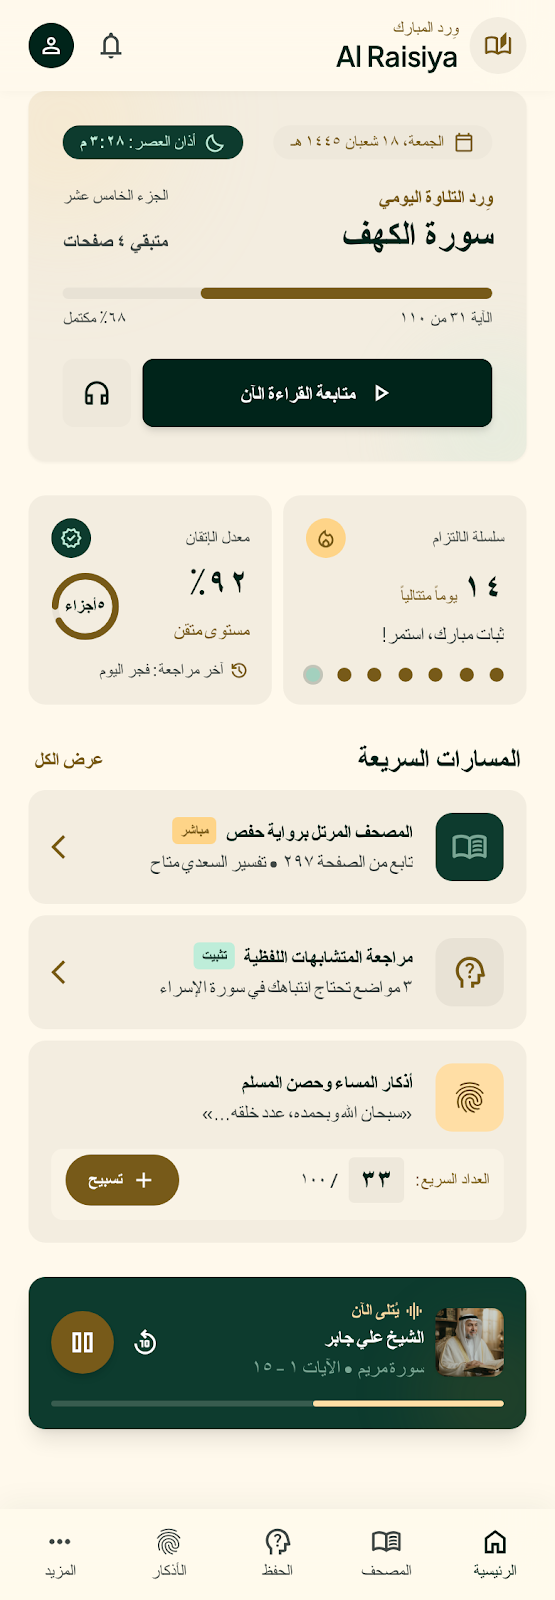 وِرد المبارك
Al Raisiya
الجمعة، ١٨ شعبان ١٤٤٥ هـ
أذان العصر: ٣:٢٨ م
وِرد التلاوة اليومي
الجزء الخامس عشر
سورة الكهف
متبقي ٤ صفحات
الآية ٣١ من ١١٠
٦٨٪ مكتمل
متابعة القراءة الآن
سلسلة الالتزام
١٤ يوماً متتالياً
ثبات مبارك، استمر!
معدل الإتقان
٩٢٪
٥أجزاء
مستوى متقن
آخر مراجعة: فجر اليوم
المسارات السريعة
عرض الكل
المصحف المرتل برواية حفص
مباشر
تابع من الصفحة ٢٩٧ • تفسير السعدي متاح
مراجعة المتشابهات اللفظية
تثبيت
٣ مواضع تحتاج انتباهك في سورة الإسراء
أذكار المساء وحصن المسلم
«سبحان الله وبحمده، عدد خلقه...»
العداد السريع:
٣٣
/ ١٠٠
تسبيح
يُتلى الآن
الشيخ علي جابر
سورة مريم • الآيات ١ – ١٥
10
الرئيسية
المصحف
الحفظ
الأذكار
المزيد